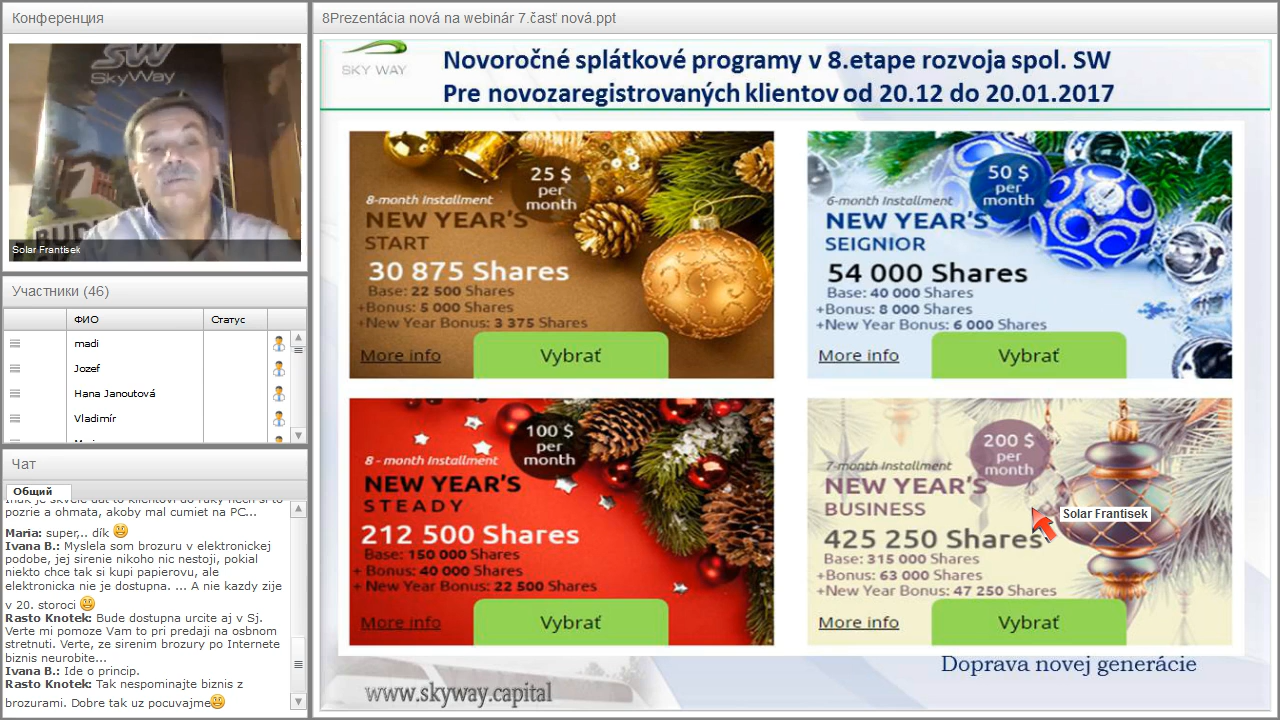 Конференция
SW
SkyWay
BUDU
Solar Frantisek
Участники (46)
ФИО
Статус
madi
Jozef
Hana Janoutová
Vladimír
Чат
Общий
pozrie a ohmata, akoby mal cumiet na PC...
Maria: super,.. dík
Ivana B.: Myslela som brozuru v elektronickej
podobe, jej sirenie nikoho nic nestoji, pokial
niekto chce tak si kupi papierovu, ale
elektronicka nie je dostupna ... A nie kazdy zije
v 20. storoci
Rasto Knotek: Bude dostupna urcite aj v Sj.
Verte mi pomoze Vam to pri predaji na osbnom
stretnuti. Verte, ze sirenim brozury po Internete
biznis neurobite...
Ivana B.: Ide o princip.
Rasto Knotek: Tak nespominajte biznis z
brozurami. Dobre tak uz pocuvajme
8Prezentácia nová na webinár 7.časť nová.ppt
SKY WAY
Novoročné splátkové programy v 8.etape rozvoja spol. SW
Pre novozaregistrovaných klientov od 20.12 do 20.01.2017
25 $
per
month
8-month Installment
NEW YEAR'S
START
30 875 Shares
Base: 22 500 Shares
+Bonus: 5 000 Shares
+New Year Bonus: 3 375 Shares
More info
Vybrať
50 $
per
month
6-month Installment
NEW YEAR'S
SEIGNIOR
54 000 Shares
Base: 40 000 Shares
+Bonus: 8 000 Shares
+New Year Bonus: 6 000 Shares
More info
Vybrať
100 $
per
month
8 - month Installment
NEW YEAR'S
STEADY
212 500 Shares
Base: 150 000 Shares
+ Bonus: 40 000 Shares
+ New Year Bonus: 22 500 Shares
More info
Vybrať
200 $
per
month
7-month Installment
NEW YEAR'S
BUSINESS
425 250 Shares
Base: 315 000 Shares
+Bonus: 63 000 Shares
+New Year Bonus: 47 250 Shares
More info
Vybrať
Solar Frantisek
Doprava novej generácie
www.skyway.capital